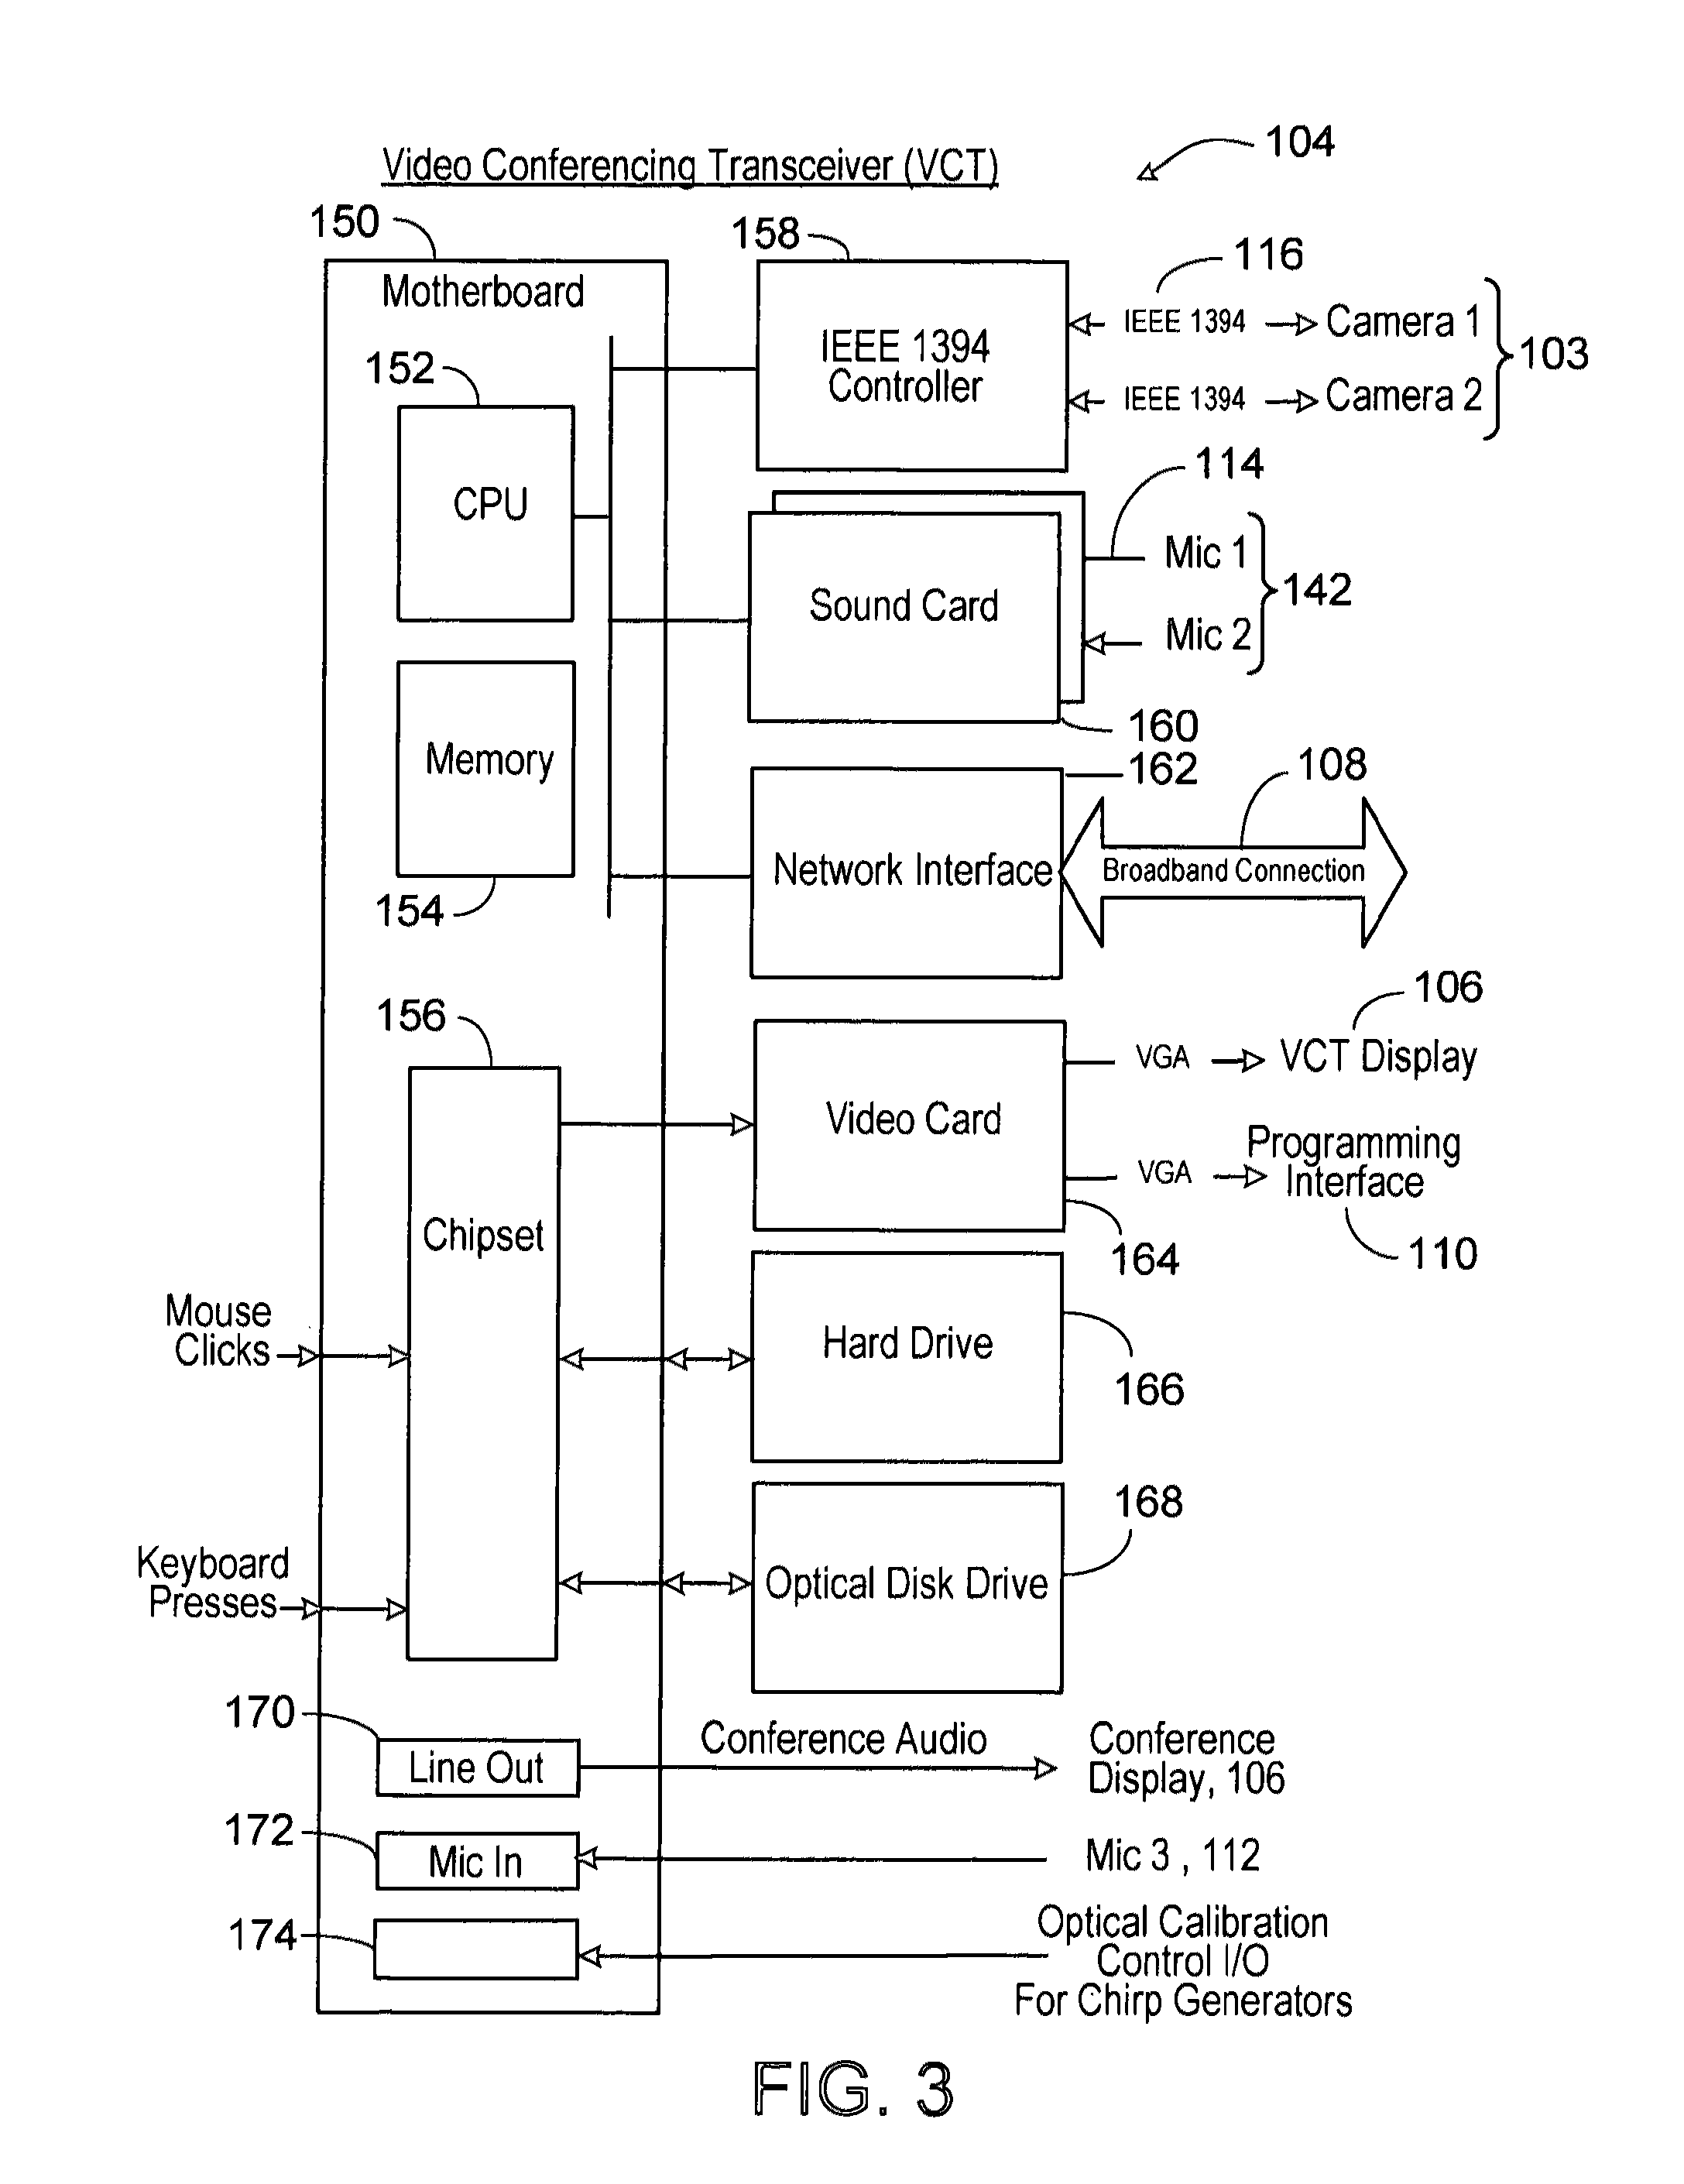 Video Conferencing Transceiver (VCT)
104
150
158
116
Motherboard
IEEE 1394
Controller
IEEE 1394
Camera 1
IEEE 1394
Camera 2
103
152
CPU
114
Sound Card
Mic 1
Mic 2
142
160
Memory
154
162
108
Network Interface
Broadband Connection
156
106
Video Card
VGA
VCT Display
VGA
Programming
Interface
164
110
Chipset
Mouse
Clicks
Hard Drive
166
168
Keyboard
Presses
Optical Disk Drive
170
Line Out
Conference Audio
Conference
Display, 106
172
Mic In
Mic 3 , 112
174
Optical Calibration
Control I/O
For Chirp Generators
FIG. 3